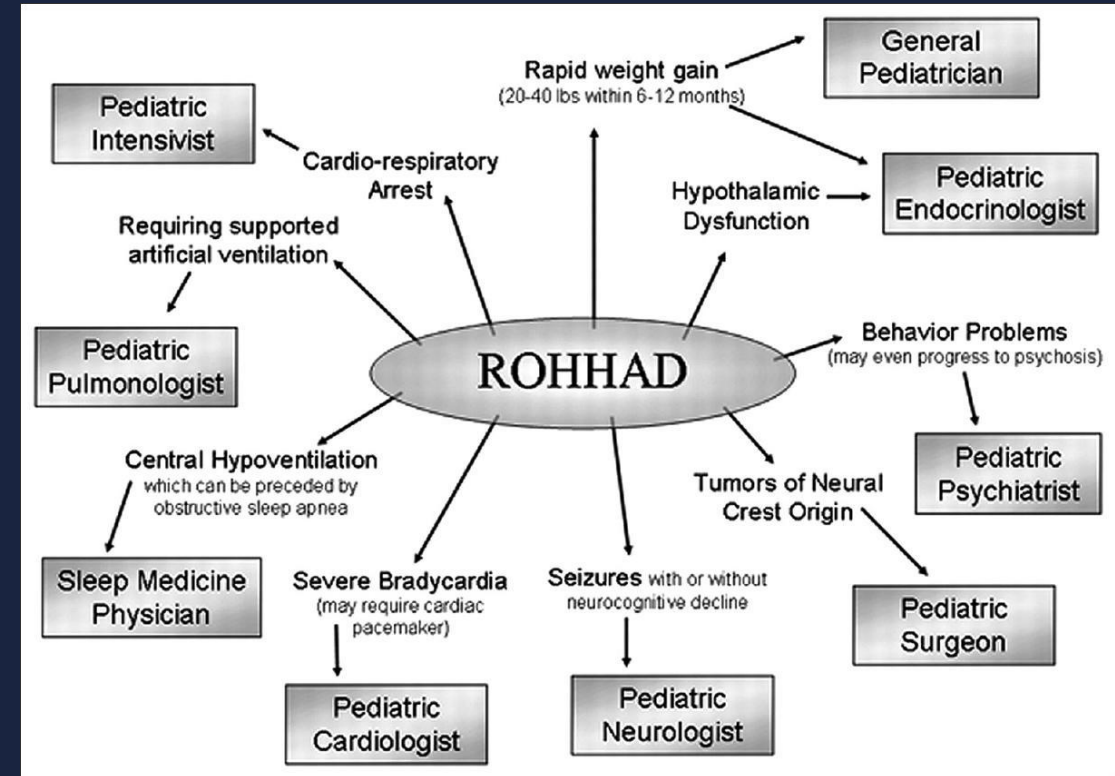 General
Pediatrician
Rapid weight gain
(20-40 lbs within 6-12 months)
Pediatric
Intensivist
Cardio-respiratory
Arrest
Hypothalamic
Dysfunction
Pediatric
Endocrinologist
Requiring supported
artificial ventilation
Pediatric
Pulmonologist
ROHHAD
Behavior Problems
(may even progress to psychosis)
Central Hypoventilation
which can be preceded by
obstructive sleep apnea
Tumors of Neural
Crest Origin
Pediatric
Psychiatrist
Sleep Medicine
Physician
Severe Bradycardia
(may require cardiac
pacemaker)
Seizures with or without
neurocognitive decline
Pediatric
Surgeon
Pediatric
Cardiologist
Pediatric
Neurologist